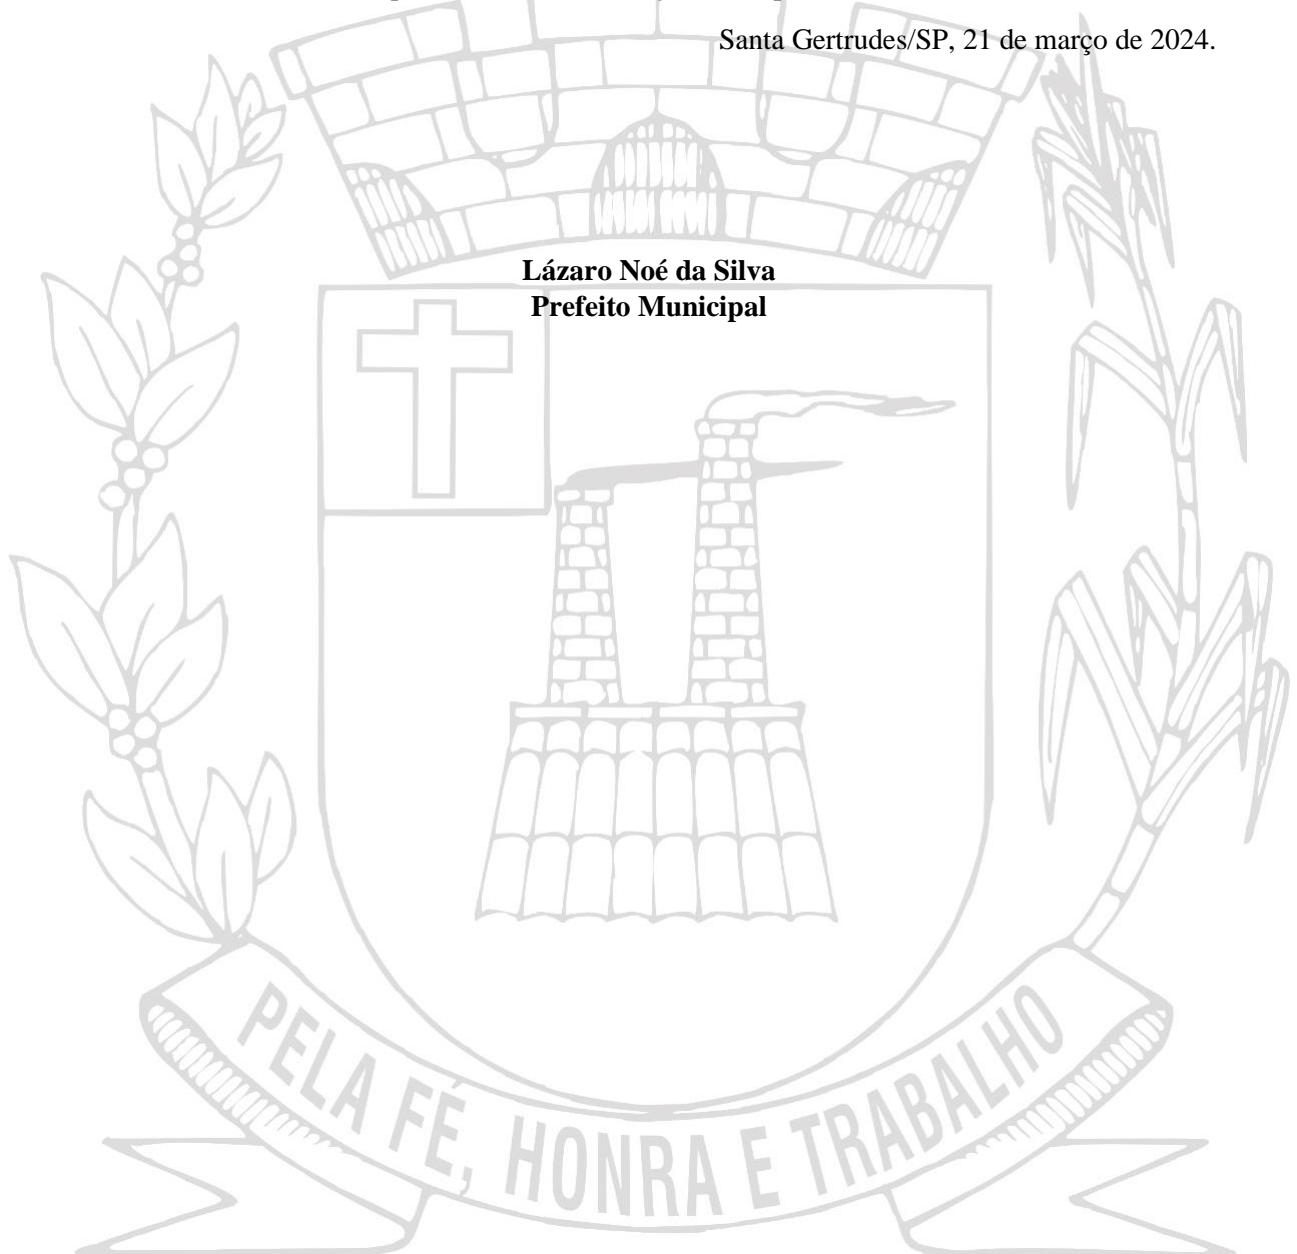 Santa Gertrudes/SP, 21 de março de 2024.
Lázaro Noé da Silva
Prefeito Municipal
PELA FÉ, HONRA E TRABALHO